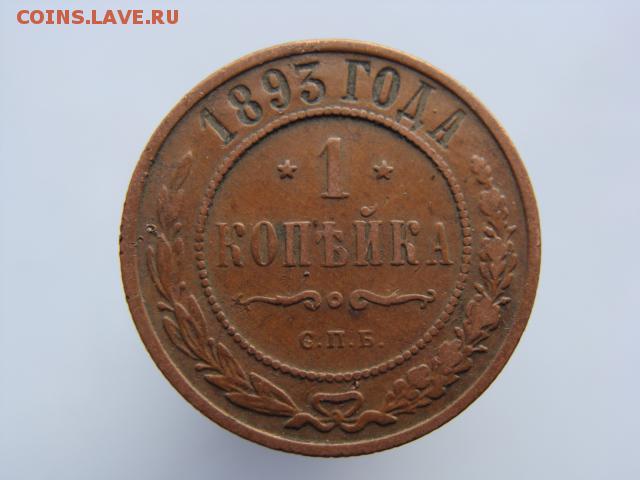 COINS.LAVE.RU
1893 ГОДА
* 1 *
КОПѢЙКА
С.П.Б.